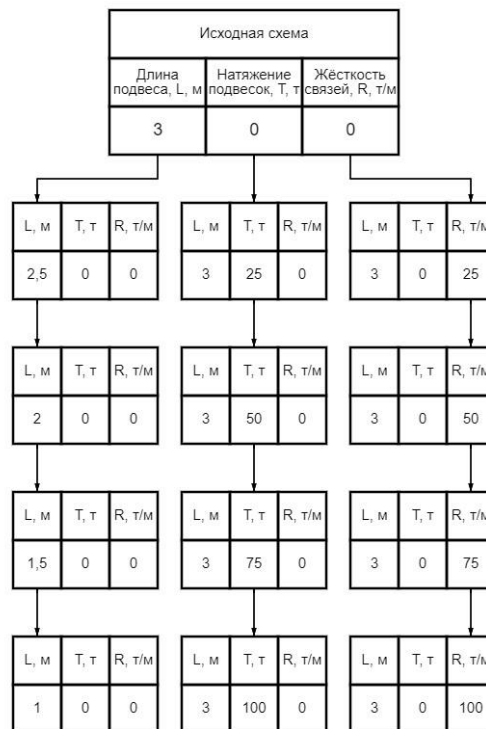 Исходная схема
Длина подвеса, L, м Натяжение подвесок, Т, т Жёсткость связей, R, т/м
3 0 0
L, м Т, т R, т/м L, м Т, т R, т/м L, м Т, т R, т/м
2,5 0 0 3 25 0 3 0 25
L, м Т, т R, т/м L, м Т, т R, т/м L, м Т, т R, т/м
2 0 0 3 50 0 3 0 50
L, м Т, т R, т/м L, м Т, т R, т/м L, м Т, т R, т/м
1,5 0 0 3 75 0 3 0 75
L, м Т, т R, т/м L, м Т, т R, т/м L, м Т, т R, т/м
1 0 0 3 100 0 3 0 100